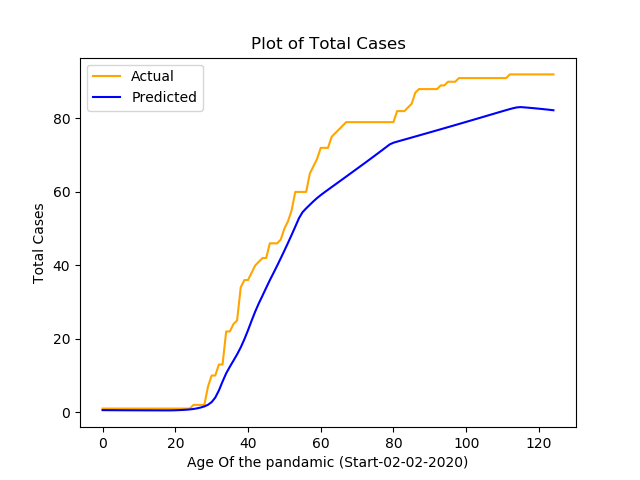 Plot of Total Cases
Actual
Predicted
Total Cases
80
60
40
20
0
0 20 40 60 80 100 120
Age Of the pandamic (Start-02-02-2020)